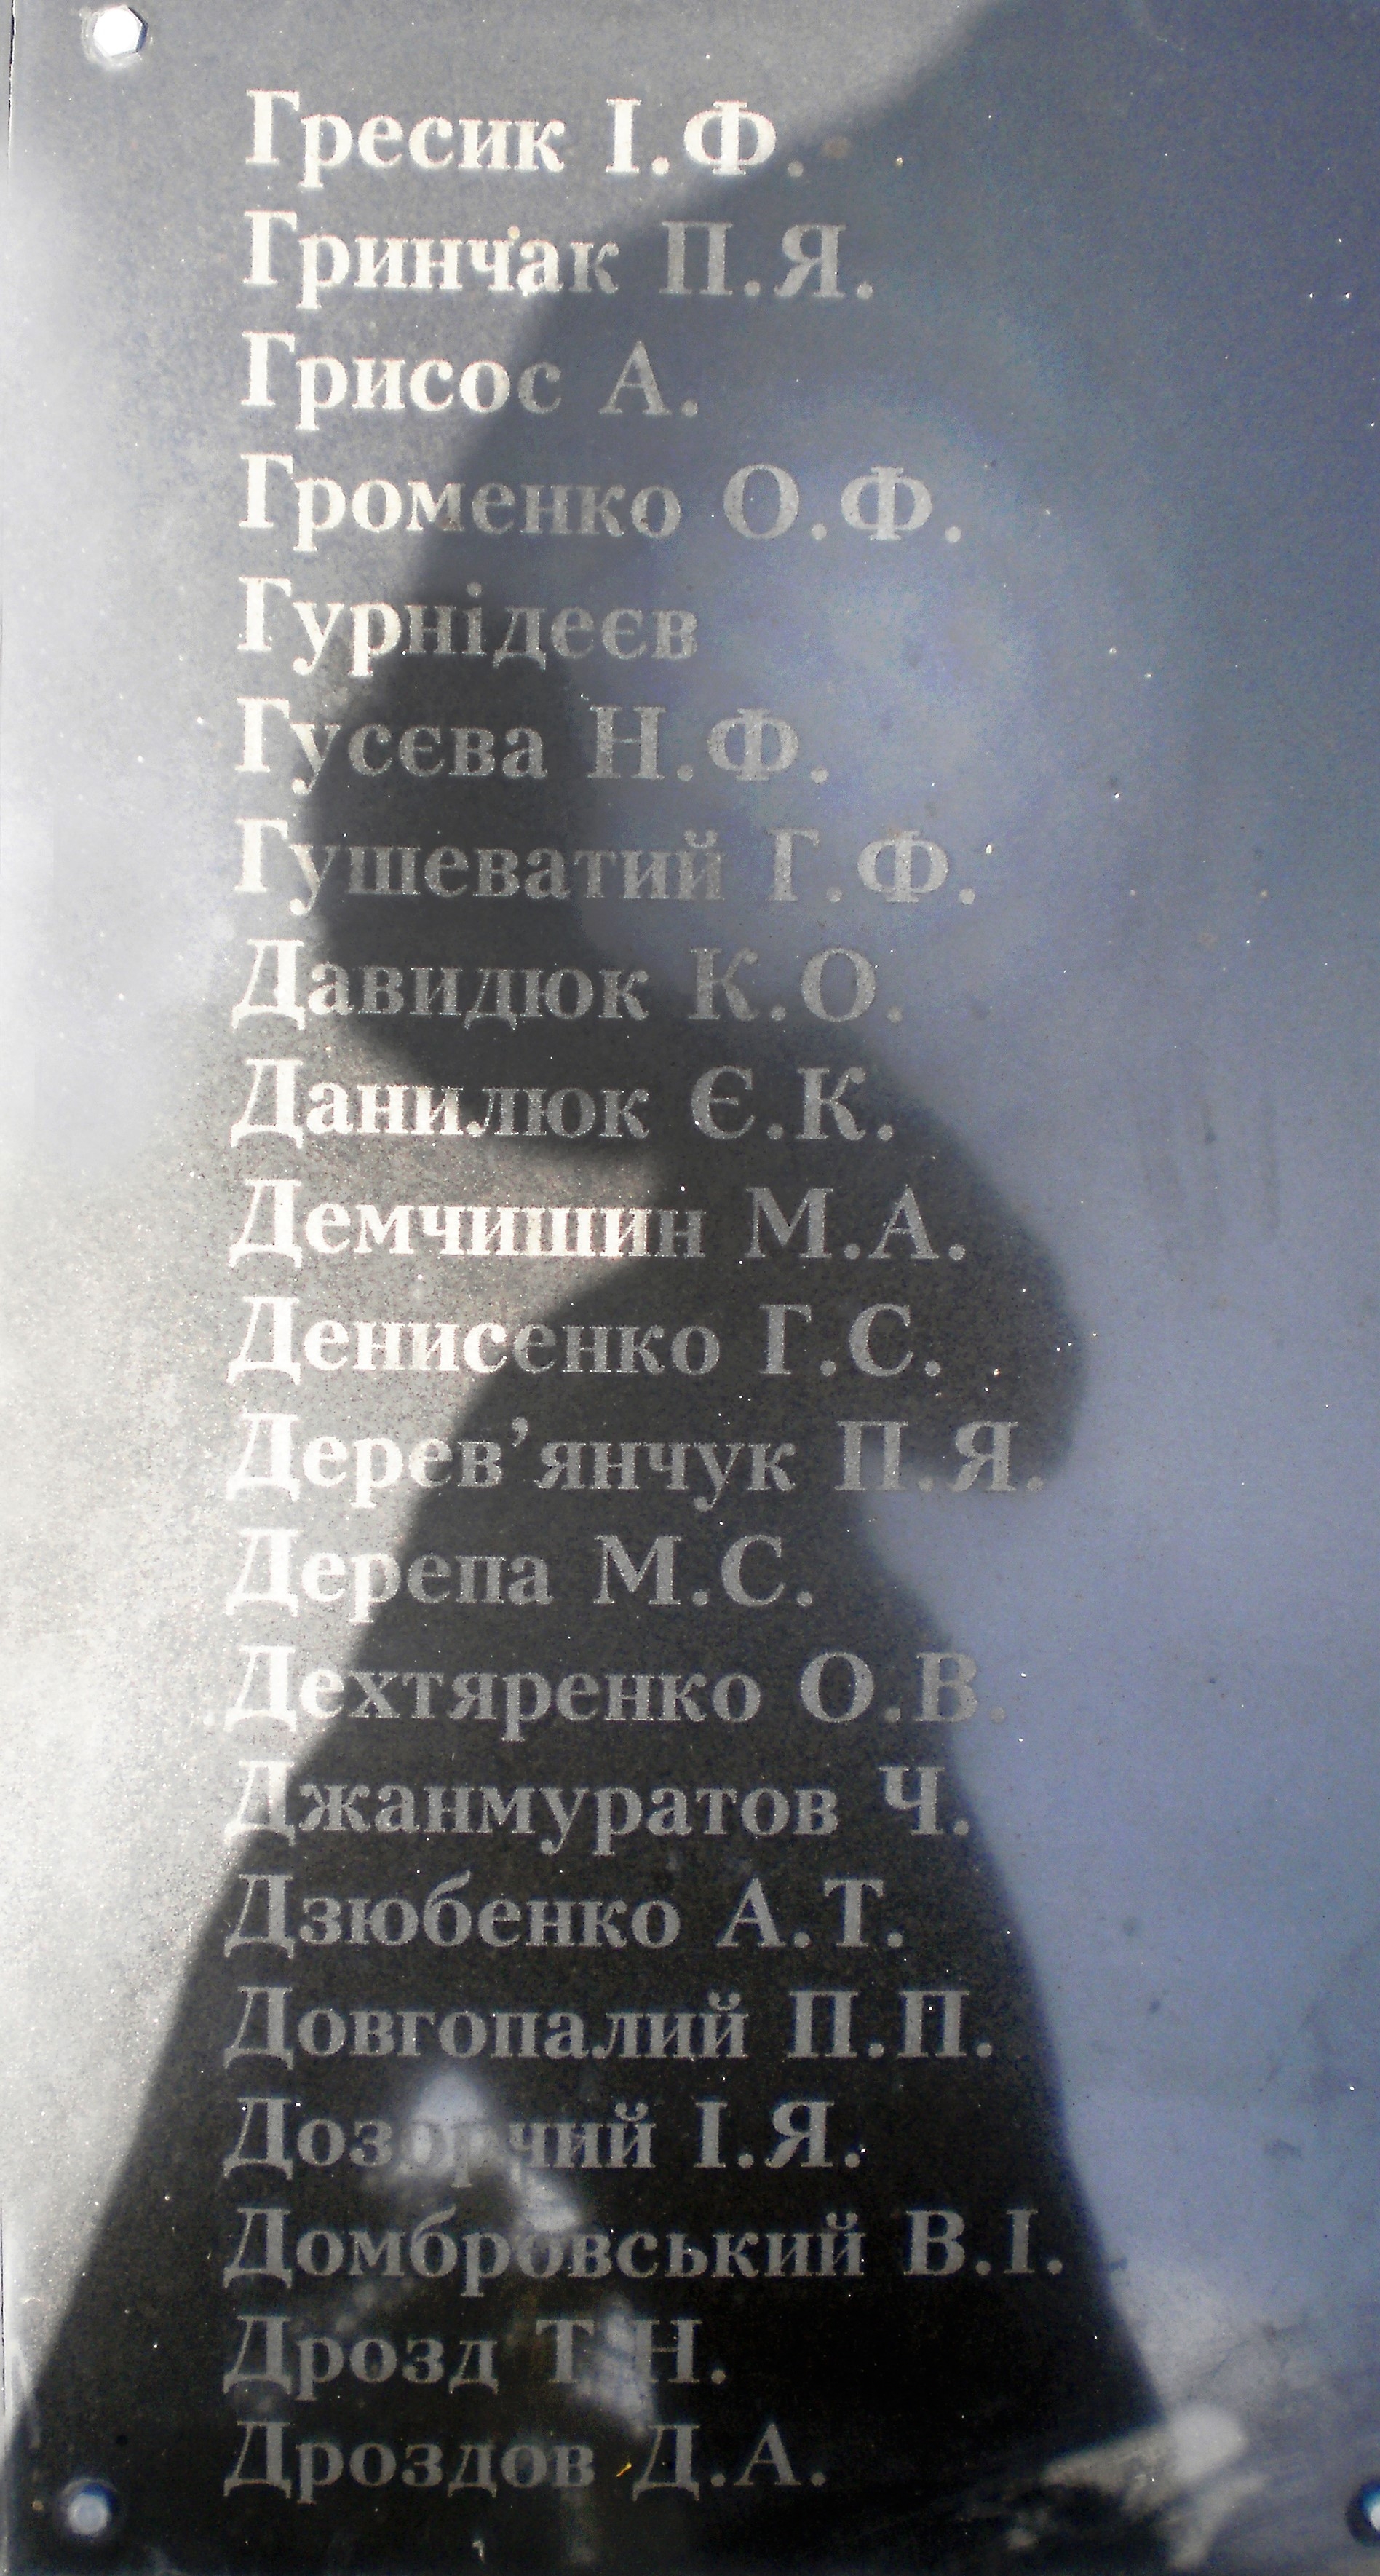 Гресик І.Ф.
Гринчак П.Я.
Грисос А.
Громенко О.Ф.
Гурнідеєв
Гусєва Н.Ф.
Гушеватий Г.Ф.
Давидюк К.О.
Данилюк Є.К.
Демчишин М.А.
Денисенко Г.С.
Дерев’янчук П.Я.
Дерепа М.С.
Дехтяренко О.В.
Джанмуратов Ч.
Дзюбенко А.Т.
Довгопалий П.П.
Дозорчий І.Я.
Домбровський В.І.
Дрозд Т.Н.
Дроздов Д.А.